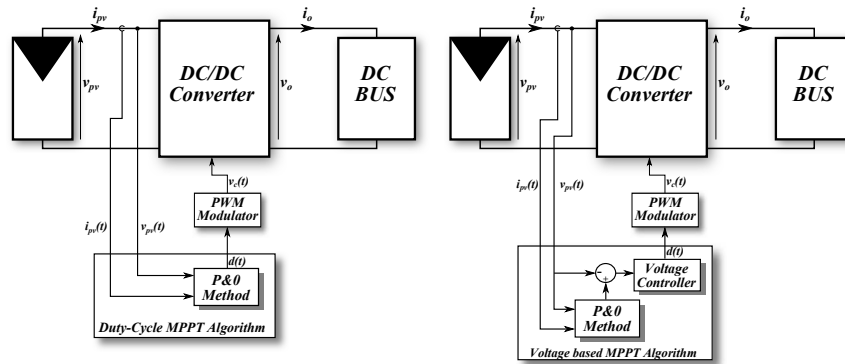 i_pv
i_o
v_pv
DC/DC
Converter
v_o
DC
BUS
v_c(t)
PWM
Modulator
i_pv(t)
v_pv(t)
d(t)
P&0
Method
Duty-Cycle MPPT Algorithm
i_pv
i_o
v_pv
DC/DC
Converter
v_o
DC
BUS
v_c(t)
PWM
Modulator
i_pv(t)
v_pv(t)
d(t)
-
+
Voltage
Controller
P&0
Method
Voltage based MPPT Algorithm